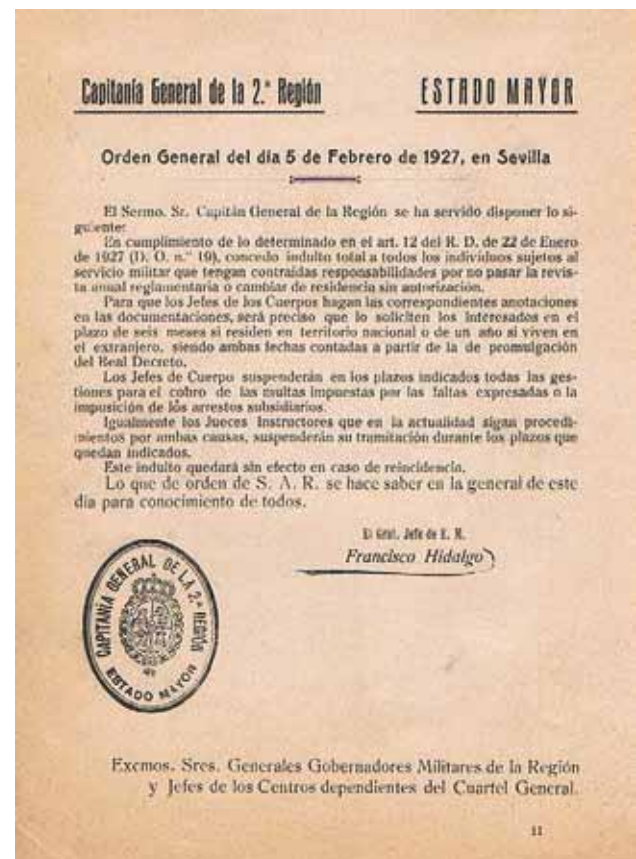 Capitanía General de la 2.ª Región
ESTADO MAYOR
Orden General del día 5 de Febrero de 1927, en Sevilla
El Sermo. Sr. Capitán General de la Región se ha servido disponer lo si-
guiente:
En cumplimiento de lo determinado en el art. 12 del R. D. de 22 de Enero
de 1927 (D. O. n.º 19), concedo indulto total a todos los individuos sujetos al
servicio militar que tengan contraídas responsabilidades por no pasar la revis-
ta anual reglamentaria o cambiar de residencia sin autorización.
Para que los Jefes de los Cuerpos hagan las correspondientes anotaciones
en las documentaciones, será preciso que lo soliciten los interesados en el
plazo de seis meses si residen en territorio nacional o de un año si viven en
el extranjero, siendo ambas fechas contadas a partir de la de promulgación
del Real Decreto.
Los Jefes de Cuerpo suspenderán en los plazos indicados todas las ges-
tiones para el cobro de las multas impuestas por las faltas expresadas o la
imposición de los arrestos subsidiarios.
Igualmente los Jueces Instructores que en la actualidad sigan procedi-
mientos por ambas causas, suspenderán su tramitación durante los plazos que
quedan indicados.
Este indulto quedará sin efecto en caso de reincidencia.
Lo que de orden de S. A. R. se hace saber en la general de este
día para conocimiento de todos.
El Gral. Jefe de E. M.
Francisco Hidalgo
CAPITANÍA GENERAL DE LA 2.ª REGIÓN
ESTADO MAYOR
Excmos. Sres. Generales Gobernadores Militares de la Región
y Jefes de los Centros dependientes del Cuartel General.
11